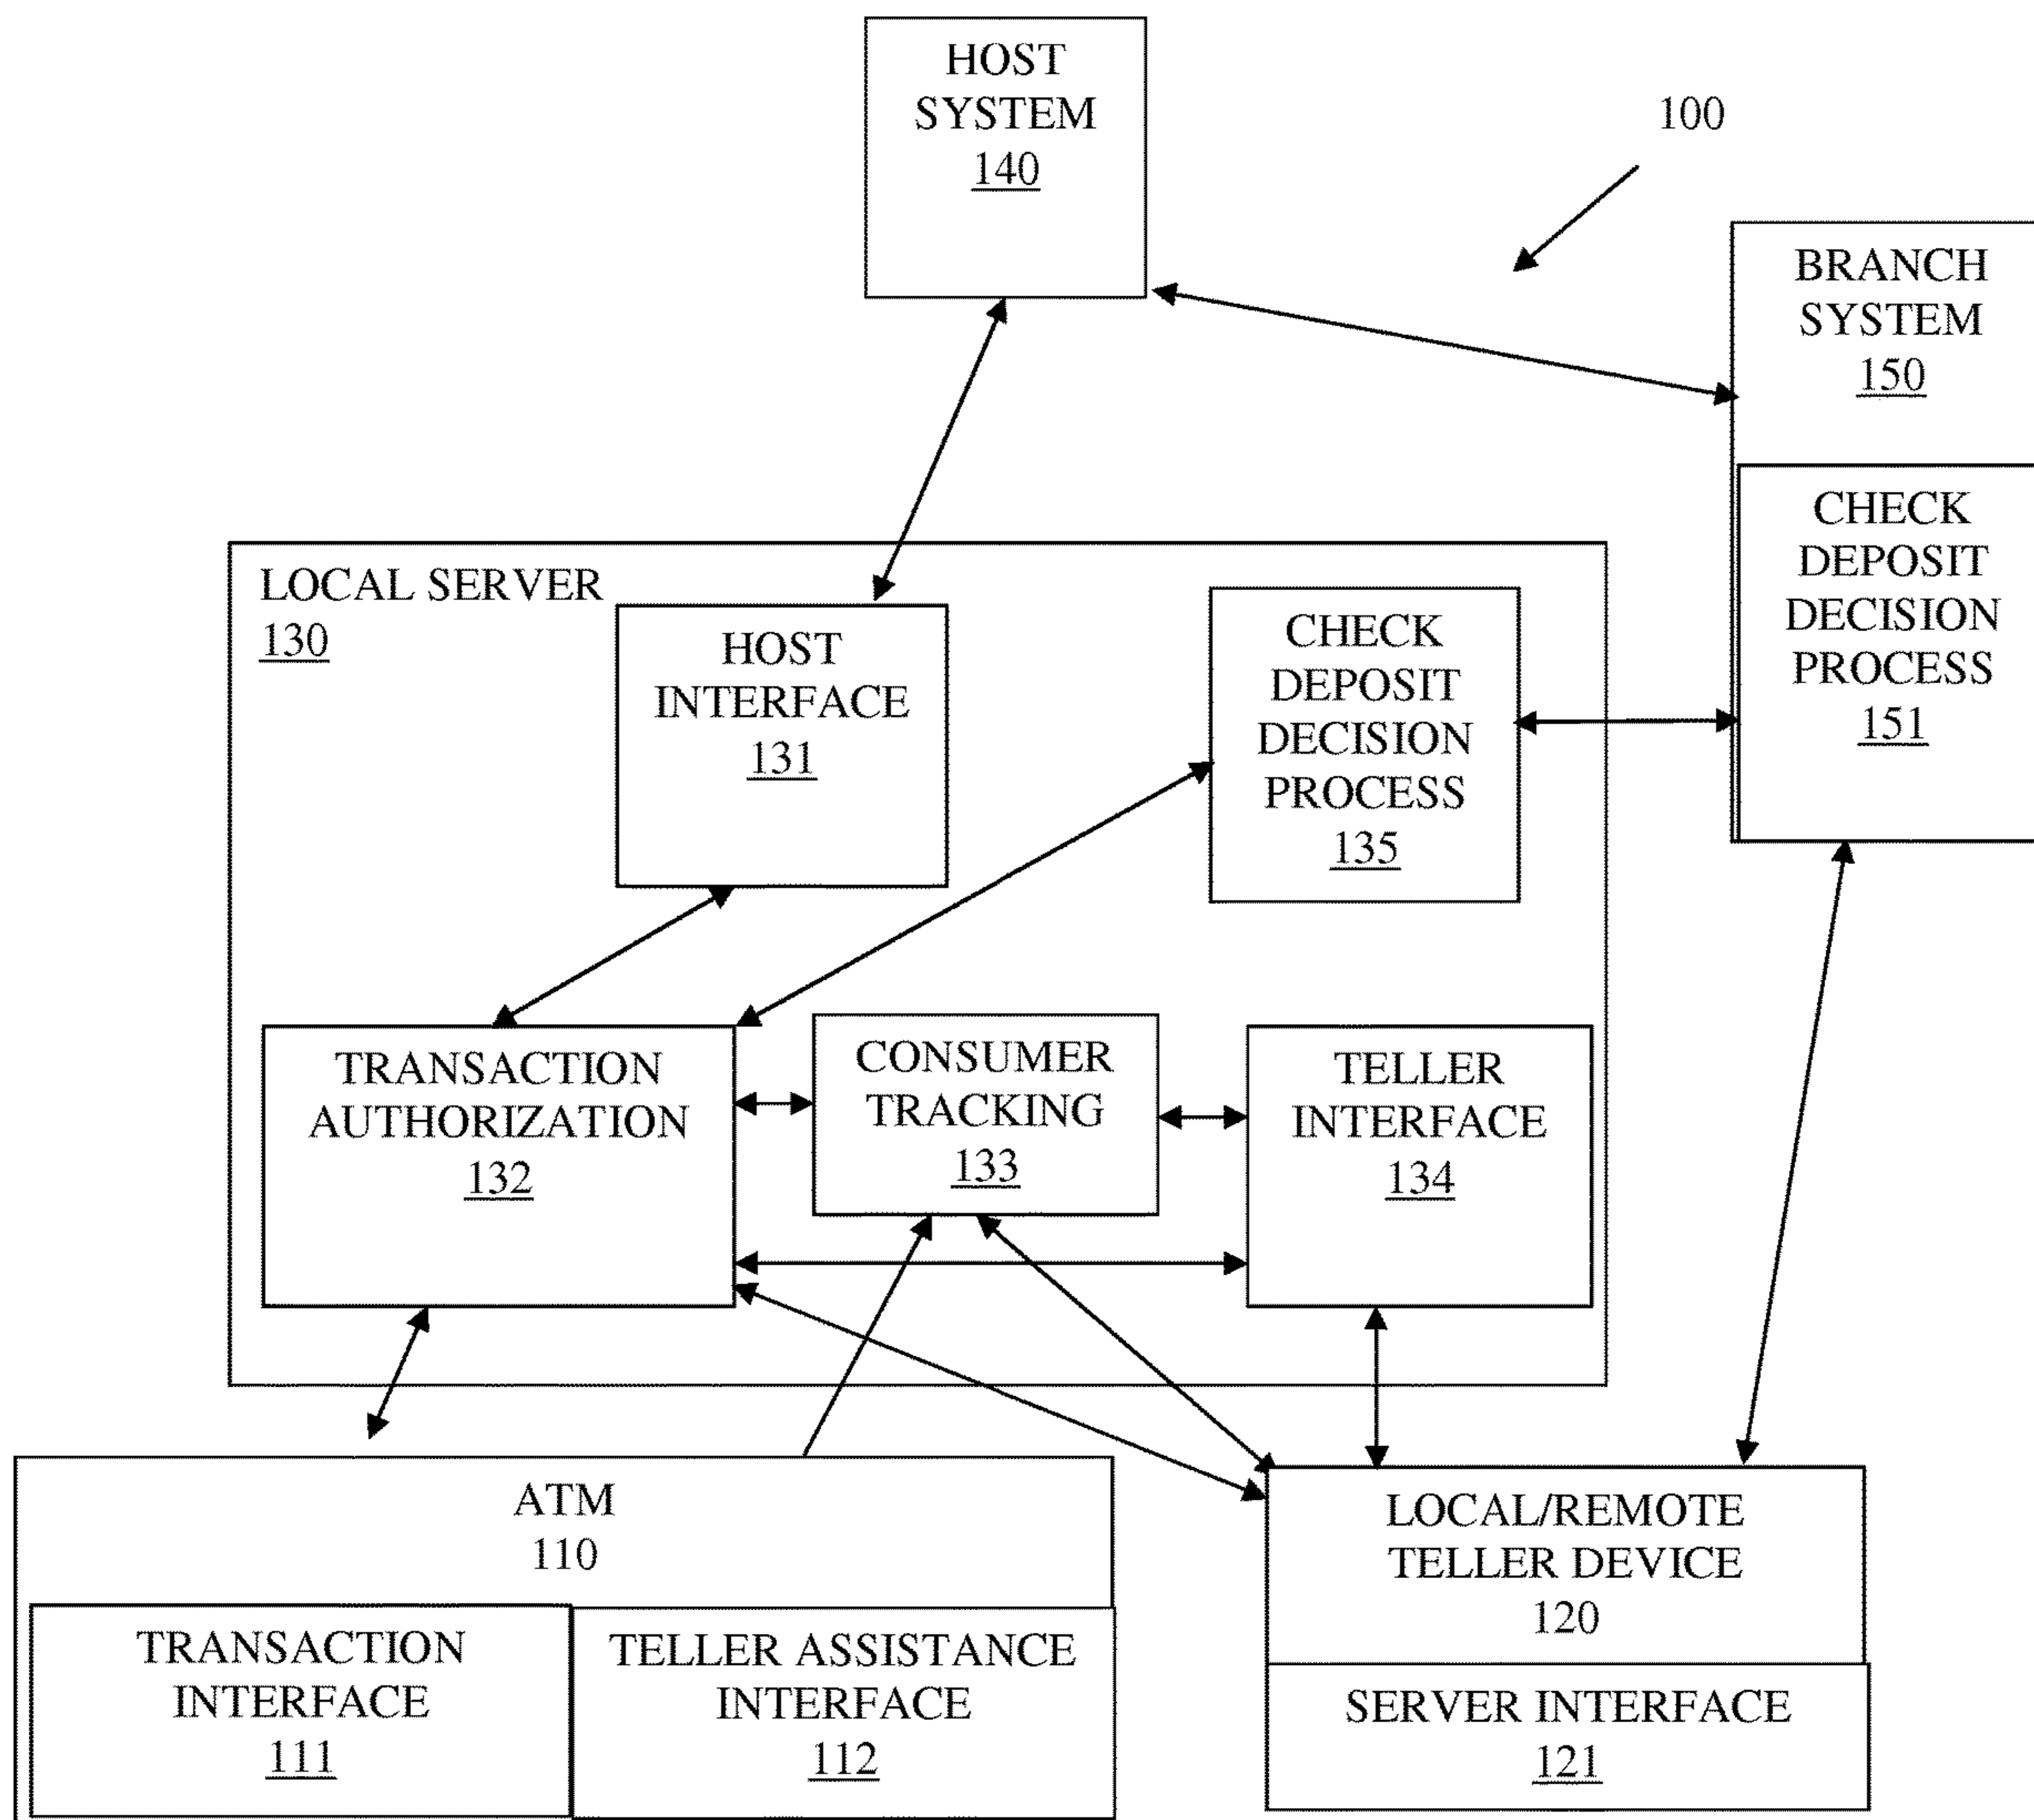 HOST
SYSTEM
140
100
BRANCH
SYSTEM
150
CHECK
DEPOSIT
DECISION
PROCESS
151
LOCAL SERVER
130
HOST
INTERFACE
131
CHECK
DEPOSIT
DECISION
PROCESS
135
TRANSACTION
AUTHORIZATION
132
CONSUMER
TRACKING
133
TELLER
INTERFACE
134
ATM
110
TRANSACTION
INTERFACE
111
TELLER ASSISTANCE
INTERFACE
112
LOCAL/REMOTE
TELLER DEVICE
120
SERVER INTERFACE
121